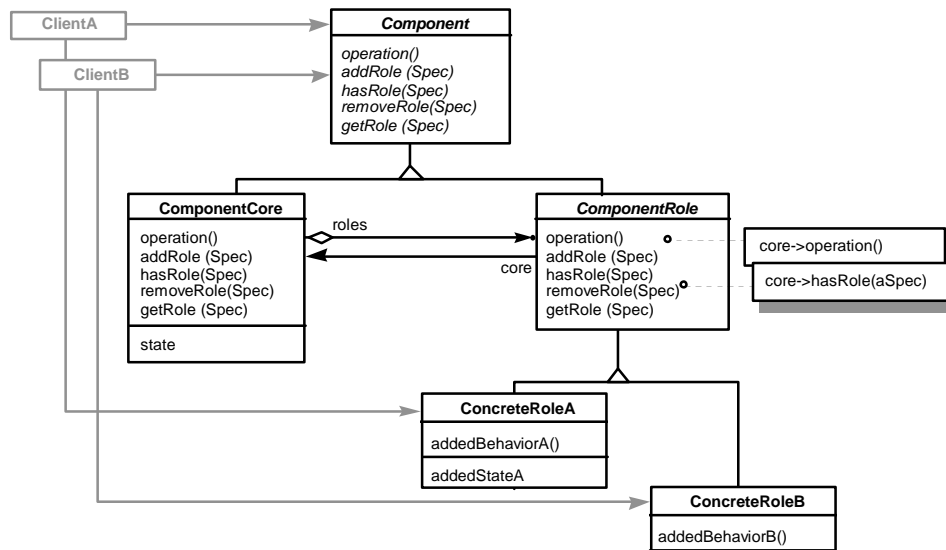 ClientA
Component
ClientB
operation()
addRole (Spec)
hasRole(Spec)
removeRole(Spec)
getRole (Spec)
ComponentCore
operation()
addRole (Spec)
hasRole(Spec)
removeRole(Spec)
getRole (Spec)
state
roles
core
ComponentRole
operation()
addRole (Spec)
hasRole(Spec)
removeRole(Spec)
getRole (Spec)
core->operation()
core->hasRole(aSpec)
ConcreteRoleA
addedBehaviorA()
addedStateA
ConcreteRoleB
addedBehaviorB()